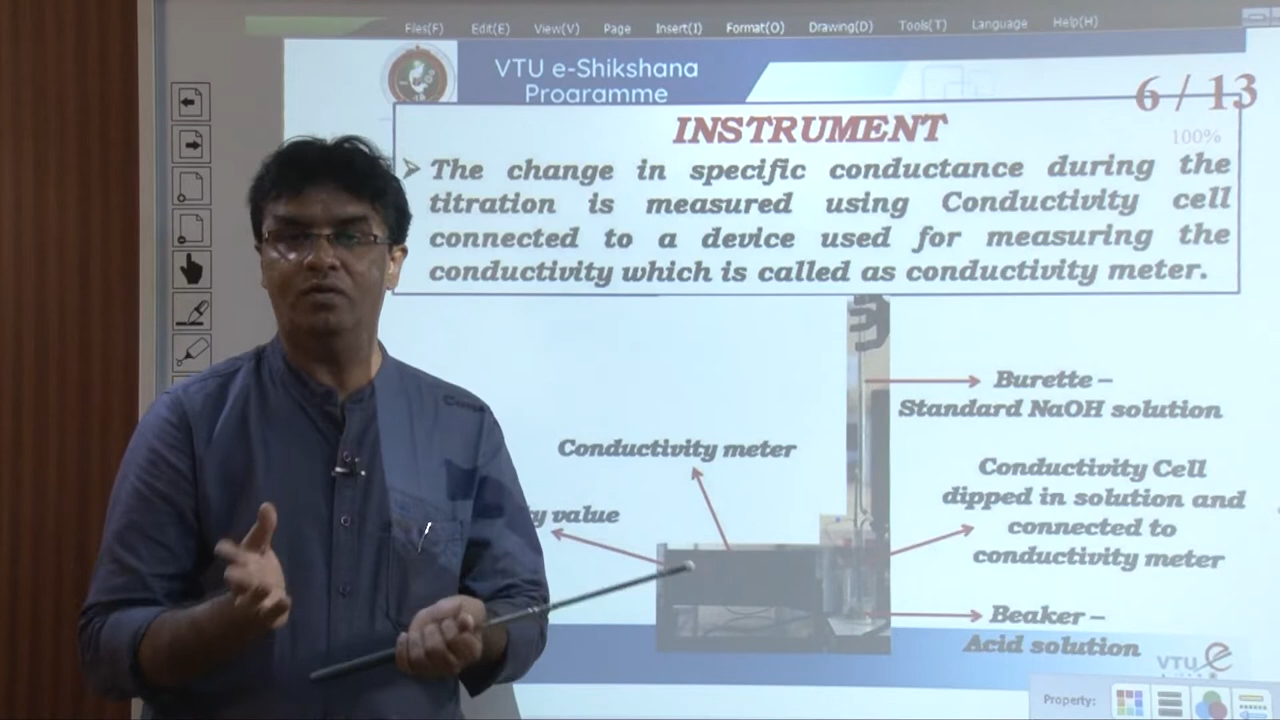 Files(F) Edit(E) View(V) Page Insert(I) Format(O) Drawing(D) Tools(T) Language Help(H)
VTU e-Shikshana
Programme
6 / 13
100%
INSTRUMENT
➢ The change in specific conductance during the
titration is measured using Conductivity cell
connected to a device used for measuring the
conductivity which is called as conductivity meter.
Burette –
Standard NaOH solution
Conductivity meter
Conductivity Cell
dipped in solution and
connected to
conductivity meter
value
Beaker –
Acid solution
VTU e
Property: